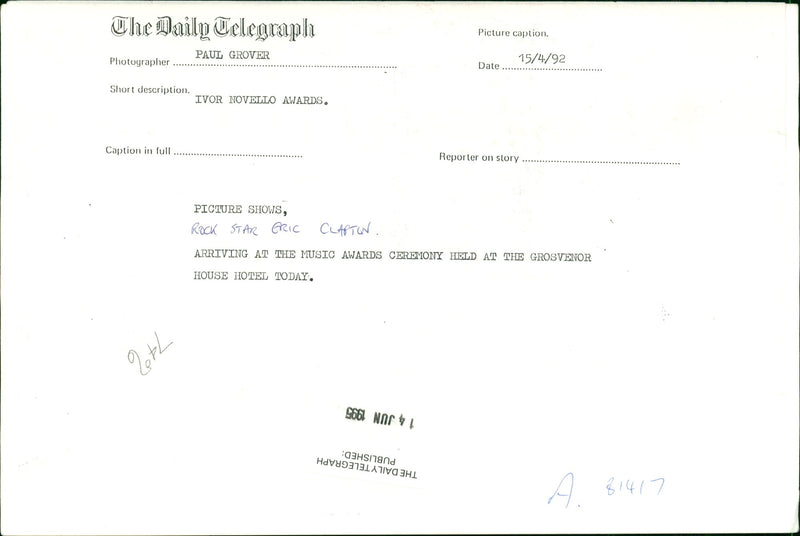 The Daily Telegraph
Picture caption.
Photographer PAUL GROVER
Date 15/4/92
Short description.
IVOR NOVELLO AWARDS.
Caption in full
Reporter on story
PICTURE SHOWS,
ROCK STAR ERIC CLAPTON.
ARRIVING AT THE MUSIC AWARDS CEREMONY HELD AT THE GROSVENOR
HOUSE HOTEL TODAY.
14 JUN 1995
THE DAILY TELEGRAPH
PUBLISHED:
A. 81417